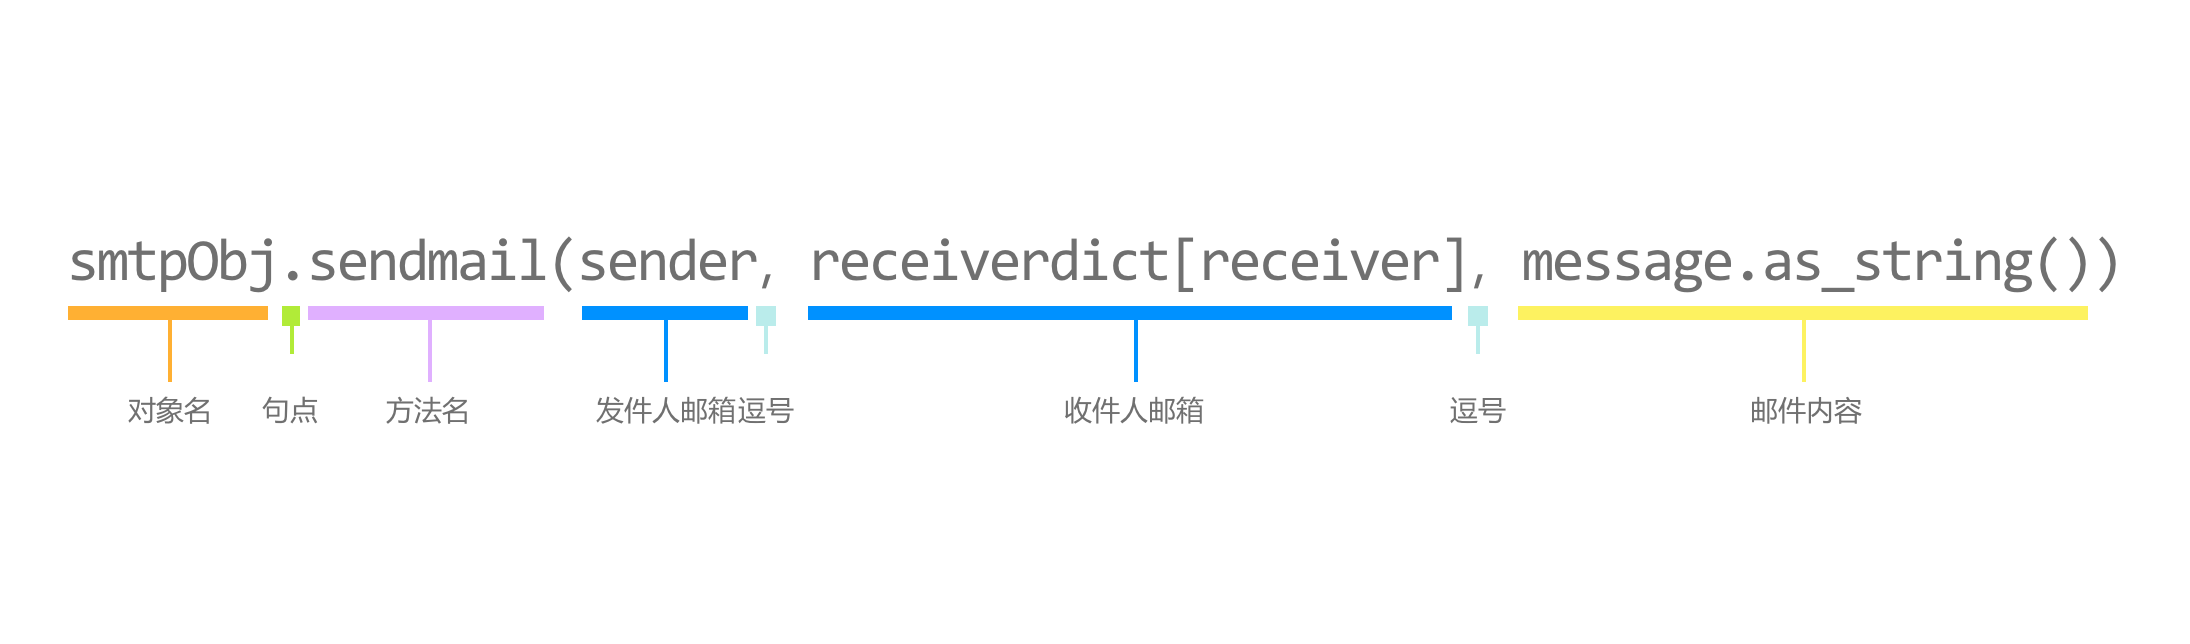 smtpObj.sendmail(sender, receiverdict[receiver], message.as_string())
对象名 句点 方法名 发件人邮箱 逗号 收件人邮箱 逗号 邮件内容